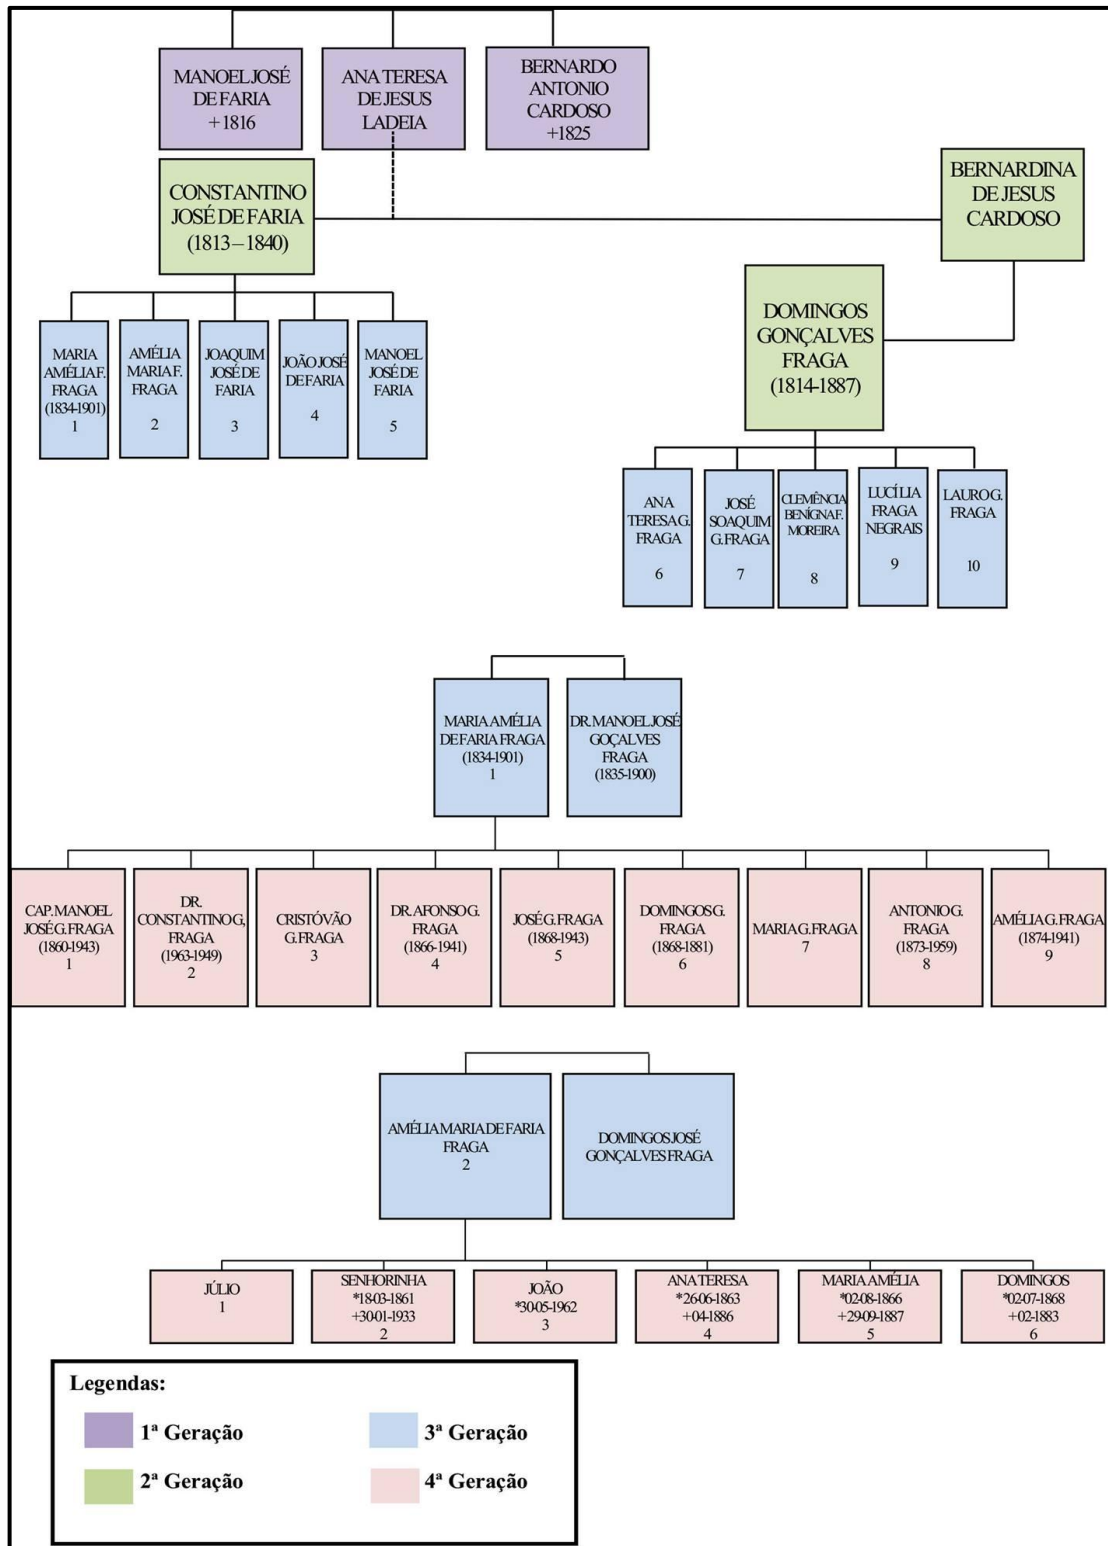 MANOEL JOSÉ
DE FARIA
+ 1816
ANA TERESA
DE JESUS
LADEIA
BERNARDO
ANTONIO
CARDOSO
+1825
CONSTANTINO
JOSÉ DE FARIA
(1813 – 1840)
BERNARDINA
DE JESUS
CARDOSO
DOMINGOS
GONÇALVES
FRAGA
(1814-1887)
MARIA
AMÉLIA F.
FRAGA
(1834-1901)
1
AMÉLIA
MARIA F.
FRAGA
2
JOAQUIM
JOSÉ DE
FARIA
3
JOÃO JOSÉ
DE FARIA
4
MANOEL
JOSÉ DE
FARIA
5
ANA
TERESA G.
FRAGA
6
JOSÉ
SOAQUIM
G. FRAGA
7
CLEMÊNCIA
BENÍGNA F.
MOREIRA
8
LUCÍLIA
FRAGA
NEGRAIS
9
LAURO G.
FRAGA
10
MARIA AMÉLIA
DE FARIA FRAGA
(1834-1901)
1
DR. MANOEL JOSÉ
GOÇALVES
FRAGA
(1835-1900)
CAP. MANOEL
JOSÉ G. FRAGA
(1860-1943)
1
DR.
CONSTANTINO G,
FRAGA
(1963-1949)
2
CRISTÓVÃO
G. FRAGA
3
DR. AFONSO G.
FRAGA
(1866-1941)
4
JOSÉ G. FRAGA
(1868-1943)
5
DOMINGOS G.
FRAGA
(1868-1881)
6
MARIA G. FRAGA
7
ANTONIO G.
FRAGA
(1873-1959)
8
AMÉLIA G. FRAGA
(1874-1941)
9
AMÉLIA MARIA DE FARIA
FRAGA
2
DOMINGOS JOSÉ
GONÇALVES FRAGA
JÚLIO
1
SENHORINHA
*18-03-1861
+30-01-1933
2
JOÃO
*30-05-1962
3
ANA TERESA
*26-06-1863
+ 04-1886
4
MARIA AMÉLIA
*02-08-1866
+ 29-09-1887
5
DOMINGOS
*02-07-1868
+ 02-1883
6
Legendas:
1ª Geração
3ª Geração
2ª Geração
4ª Geração